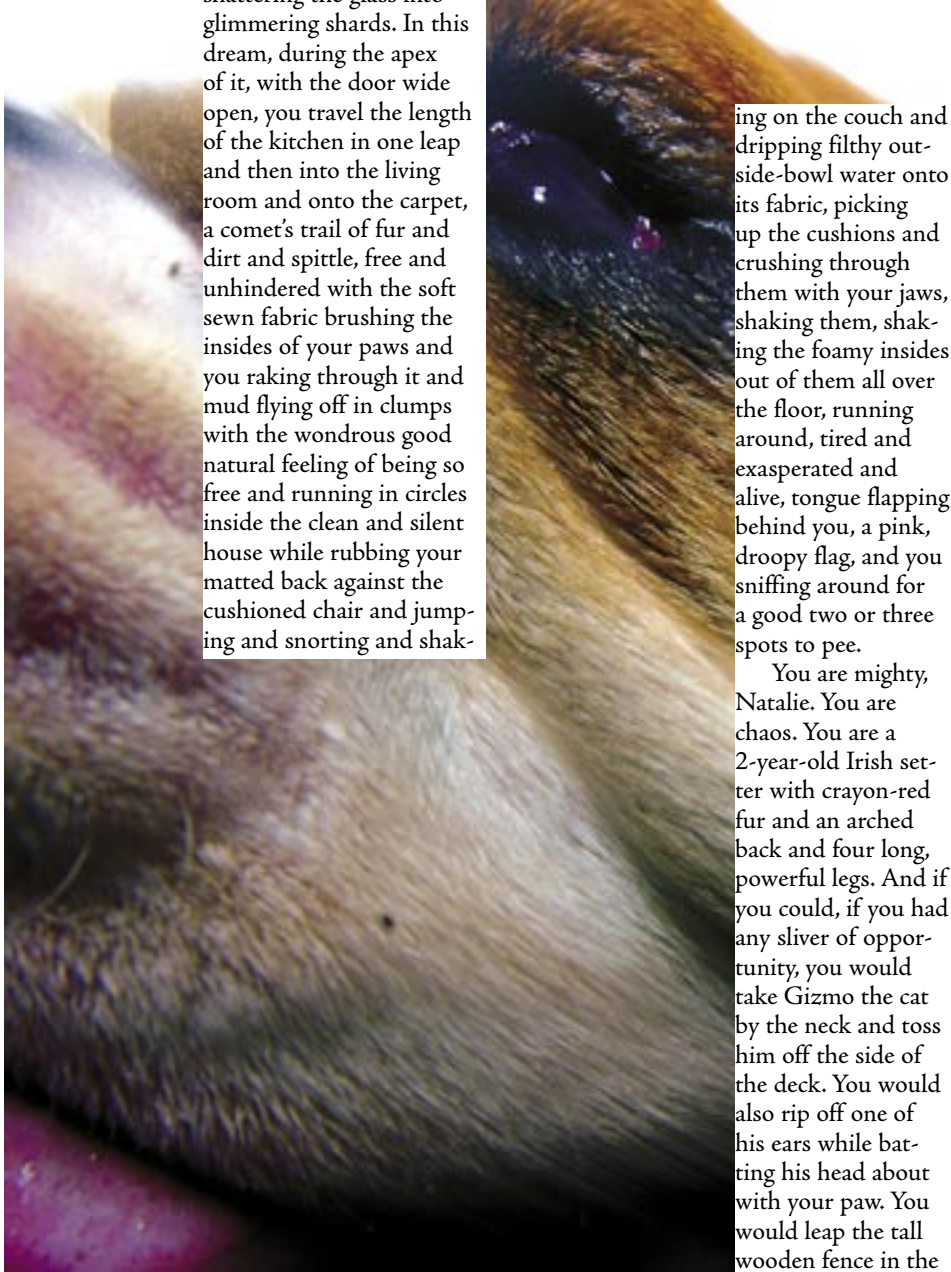 shattering the glass into
glimmering shards. In this
dream, during the apex
of it, with the door wide
open, you travel the length
of the kitchen in one leap
and then into the living
room and onto the carpet,
a comet’s trail of fur and
dirt and spittle, free and
unhindered with the soft
sewn fabric brushing the
insides of your paws and
you raking through it and
mud flying off in clumps
with the wondrous good
natural feeling of being so
free and running in circles
inside the clean and silent
house while rubbing your
matted back against the
cushioned chair and jump-
ing and snorting and shak-
ing on the couch and
dripping filthy out-
side-bowl water onto
its fabric, picking
up the cushions and
crushing through
them with your jaws,
shaking them, shak-
ing the foamy insides
out of them all over
the floor, running
around, tired and
exasperated and
alive, tongue flapping
behind you, a pink,
droopy flag, and you
sniffing around for
a good two or three
spots to pee.
You are mighty,
Natalie. You are
chaos. You are a
2-year-old Irish set-
ter with crayon-red
fur and an arched
back and four long,
powerful legs. And if
you could, if you had
any sliver of oppor-
tunity, you would
take Gizmo the cat
by the neck and toss
him off the side of
the deck. You would
also rip off one of
his ears while bat-
ting his head about
with your paw. You
would leap the tall
wooden fence in the